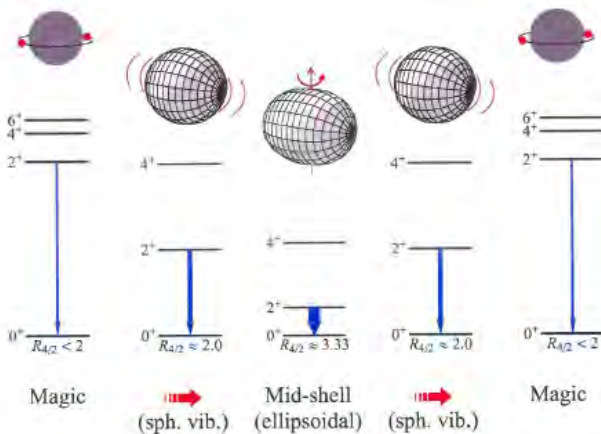 6⁺
4⁺
2⁺
0⁺
R₄/₂ < 2
4⁺
2⁺
0⁺
R₄/₂ ≈ 2.0
4⁺
2⁺
0⁺
R₄/₂ ≈ 3.33
4⁺
2⁺
0⁺
R₄/₂ ≈ 2.0
6⁺
4⁺
2⁺
0⁺
R₄/₂ < 2
Magic
(sph. vib.)
Mid-shell
(ellipsoidal)
(sph. vib.)
Magic